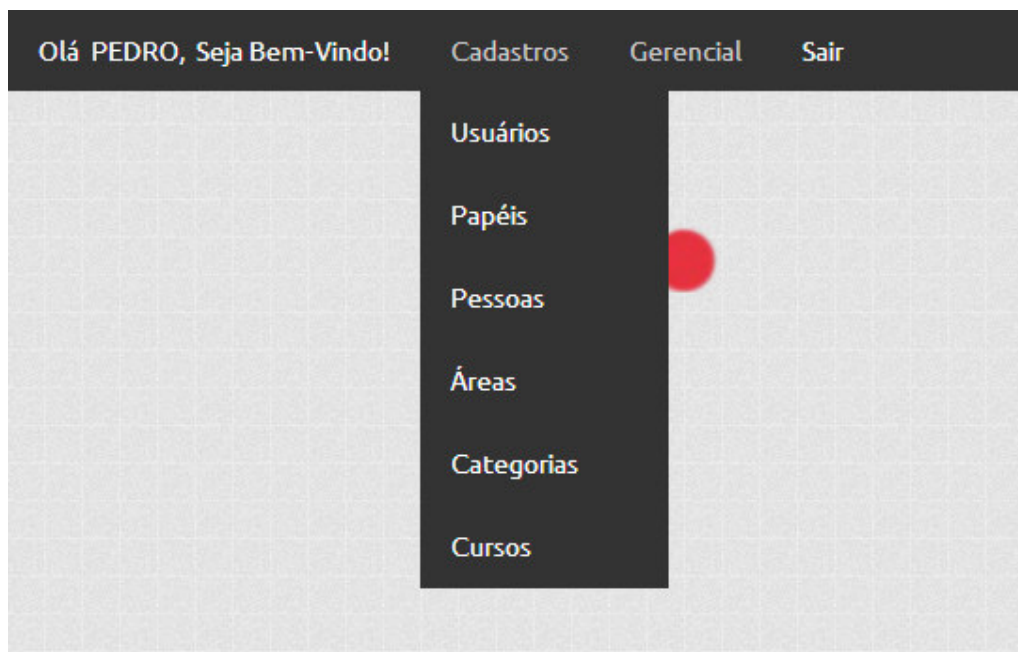 Olá PEDRO, Seja Bem-Vindo! Cadastros Gerencial Sair
Usuários
Papéis
Pessoas
Áreas
Categorias
Cursos